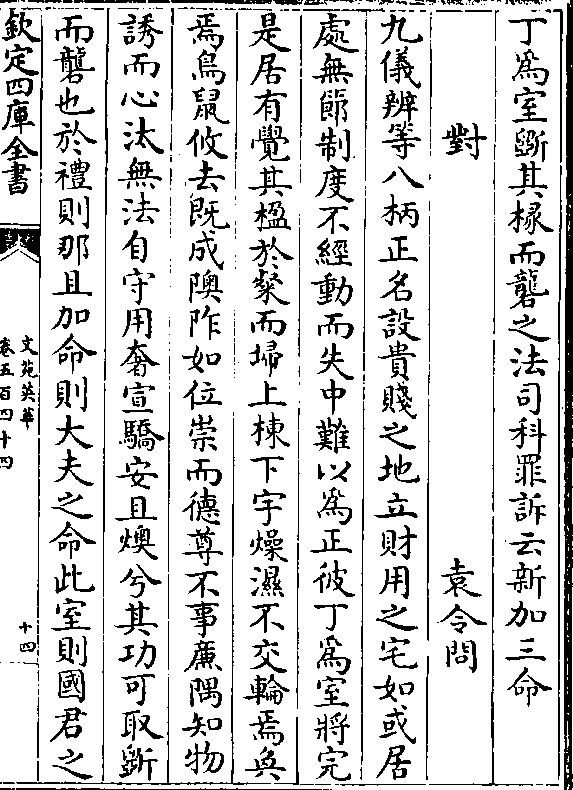 丁為室斵其椽而礱之法司科罪訴云新加三命
對
袁令問
九儀辨等八柄正名設貴賤之地立財用之宅如或居
處無節制度不經動而失中難以為正彼丁為室將完
是居有覺其楹於粲而埽上棟下宇燥濕不交輪焉奐
焉鳥鼠攸去既成隩阼如位崇而德尊不事廉隅知物
誘而心汰無法自守用奢宣驕安且燠兮其功可取斵
而礱也於禮則那且加命則大夫之命此室則國君之
欽定四庫全書
文苑英華
卷五百四十四
十四